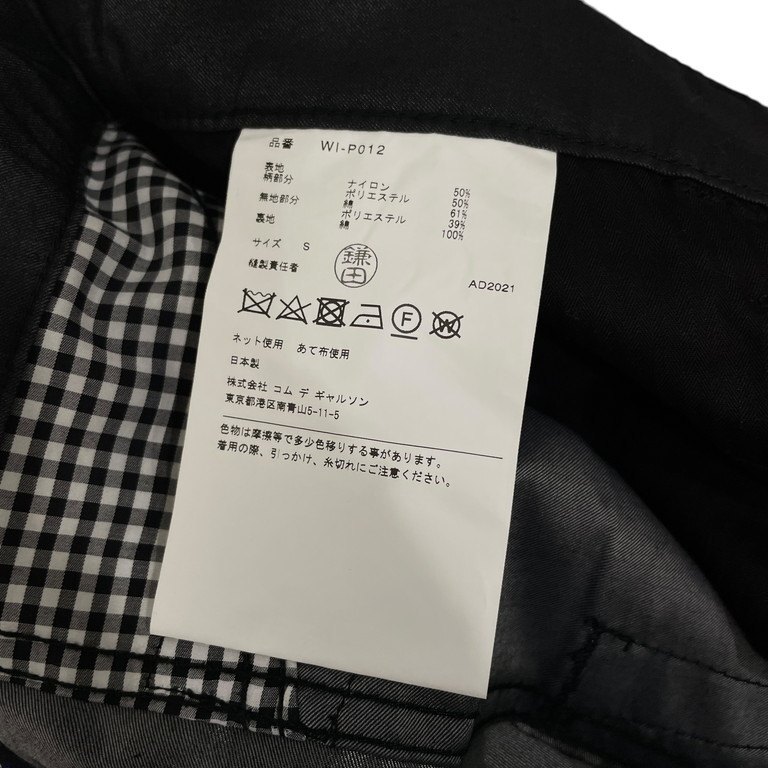 品番 WI-P012
表地
柄部分 ナイロン 50%
ポリエステル 50%
無地部分 綿 61%
ポリエステル 39%
裏地 綿 100%
サイズ S
縫製責任者 鎌田
AD2021
F W
ネット使用 あて布使用
日本製
株式会社 コム デ ギャルソン
東京都港区南青山5-11-5
色物は摩擦等で多少色移りする事があります。
着用の際、引っかけ、糸切れにご注意ください。